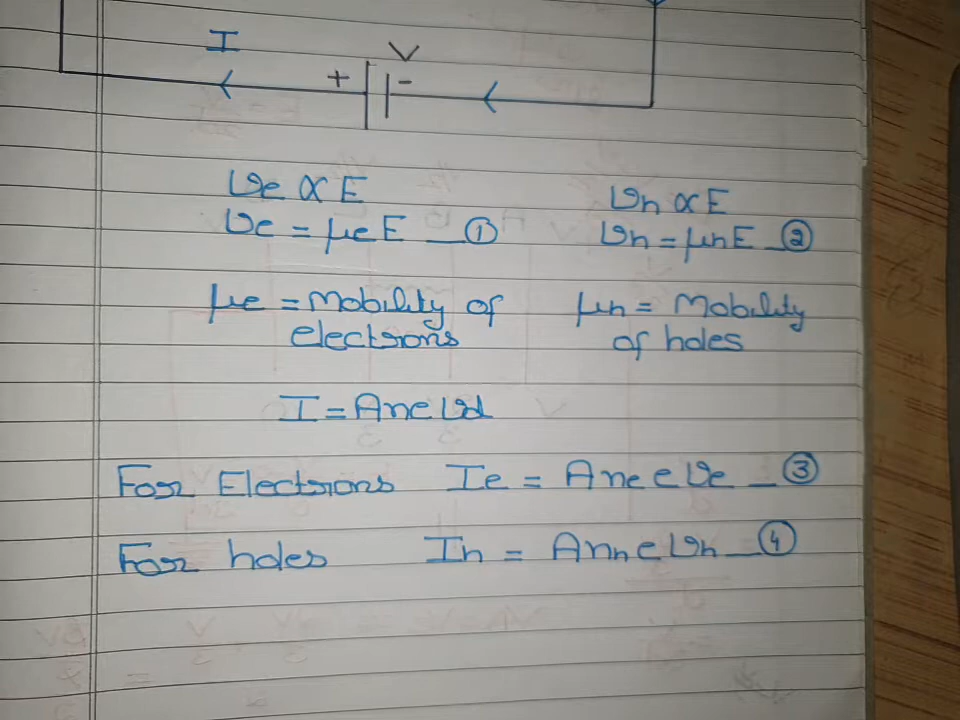 I
V
+ -
ve ∝ E
vh ∝ E
ve = μeE — ①
vh = μhE — ②
μe = Mobility of
electrons
μh = Mobility
of holes
I = Anevd
For Electrons Ie = Aneeve — ③
For holes Ih = Anhevh — ④